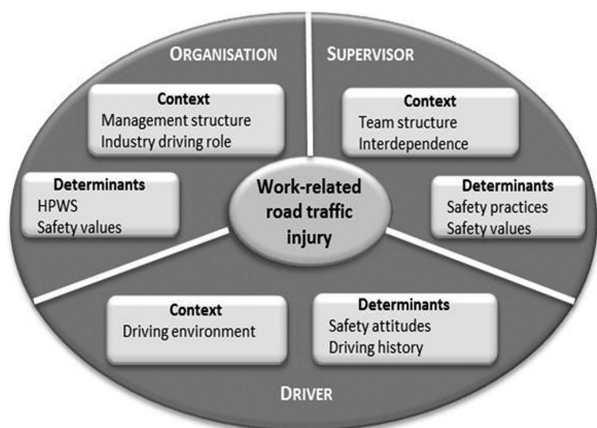 ORGANISATION
Context
Management structure
Industry driving role
Determinants
HPWS
Safety values
SUPERVISOR
Context
Team structure
Interdependence
Determinants
Safety practices
Safety values
Work-related
road traffic
injury
Context
Driving environment
Determinants
Safety attitudes
Driving history
DRIVER